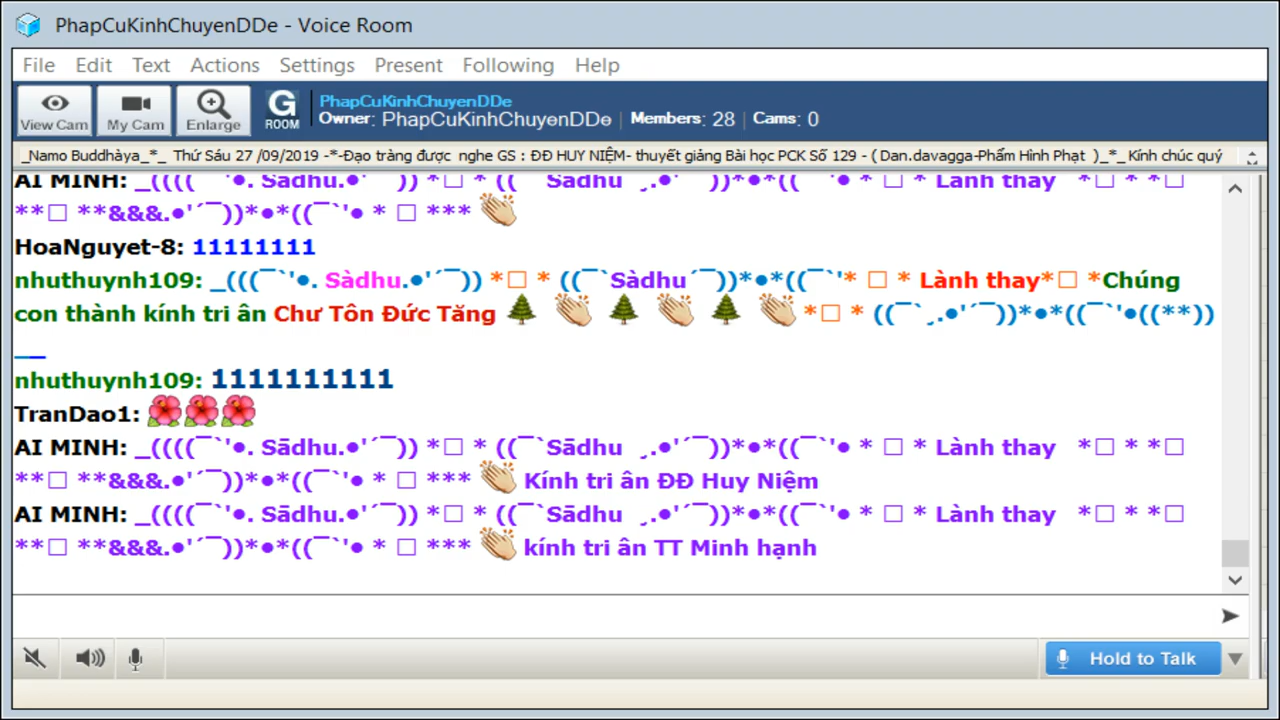 PhapCuKinhChuyenDDe - Voice Room
File Edit Text Actions Settings Present Following Help
View Cam My Cam Enlarge G ROOM PhapCuKinhChuyenDDe
Owner: PhapCuKinhChuyenDDe | Members: 28 | Cams: 0
_Namo Buddhàya_*_ Thứ Sáu 27 /09/2019 -*-Đạo tràng được nghe GS : ĐĐ HUY NIỆM- thuyết giảng Bài học PCK Số 129 - ( Dan.davagga-Phẩm Hình Phạt )_*_ Kính chúc quý
AI MINH: _((((¯`'●. Sādhu.●'´¯)) *□ * ((¯`Sādhu ¸.●'´¯))*●*((¯`'● * □ * Lành thay *□ * *□
**□ **&&&.●'´¯))*●*((¯`'● * □ *** 👏
HoaNguyet-8: 11111111
nhuthuynh109: _(((¯`'●. Sàdhu.●'´¯)) *□ * ((¯`Sàdhu´¯))*●*((¯`'* □ * Lành thay*□ *Chúng
con thành kính tri ân Chư Tôn Đức Tăng 🌲 👏 🌲 👏 🌲 👏 *□ * ((¯`¸.●'´¯))*●*((¯`'●((**))
__
nhuthuynh109: 1111111111
TranDao1: 🌺🌺🌺
AI MINH: _((((¯`'●. Sādhu.●'´¯)) *□ * ((¯`Sādhu ¸.●'´¯))*●*((¯`'● * □ * Lành thay *□ * *□
**□ **&&&.●'´¯))*●*((¯`'● * □ *** 👏 Kính tri ân ĐĐ Huy Niệm
AI MINH: _((((¯`'●. Sādhu.●'´¯)) *□ * ((¯`Sādhu ¸.●'´¯))*●*((¯`'● * □ * Lành thay *□ * *□
**□ **&&&.●'´¯))*●*((¯`'● * □ *** 👏 kính tri ân TT Minh hạnh
Hold to Talk